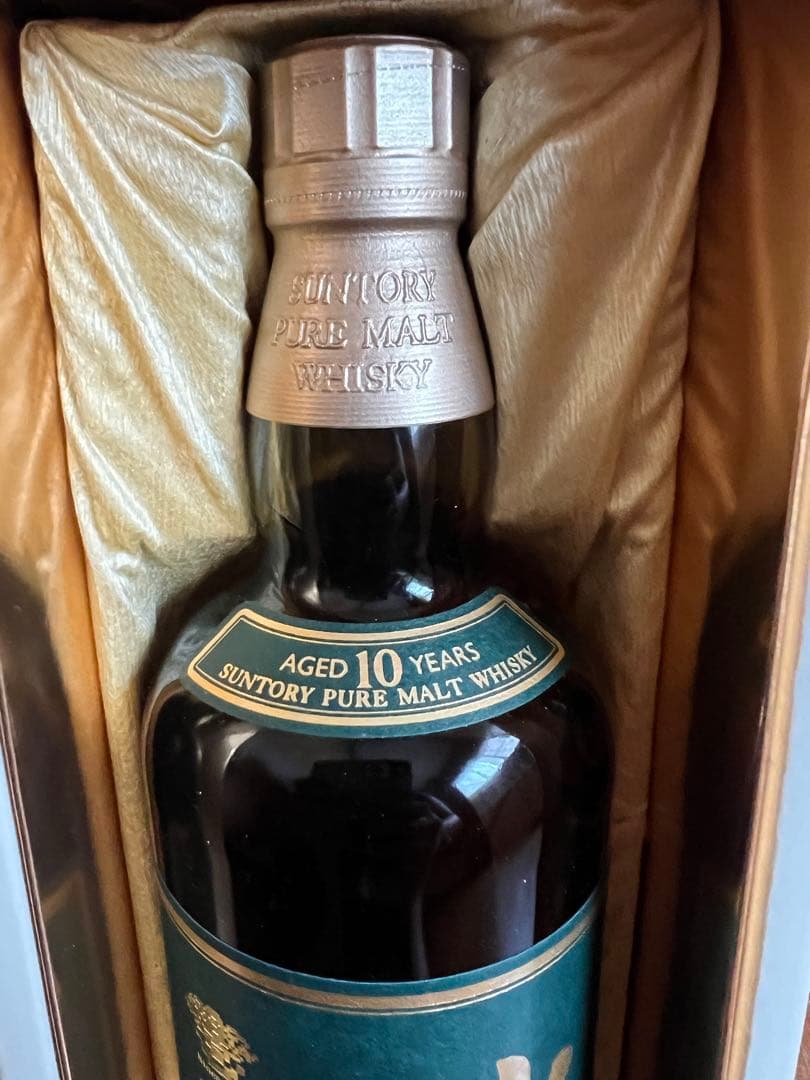 SUNTORY
PURE MALT
WHISKY
AGED 10 YEARS
SUNTORY PURE MALT WHISKY